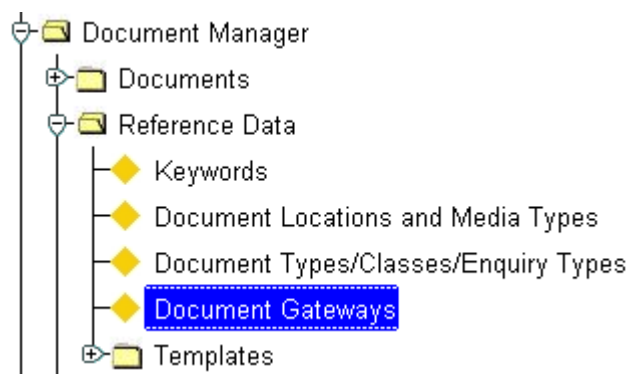 Document Manager
Documents
Reference Data
Keywords
Document Locations and Media Types
Document Types/Classes/Enquiry Types
Document Gateways
Templates